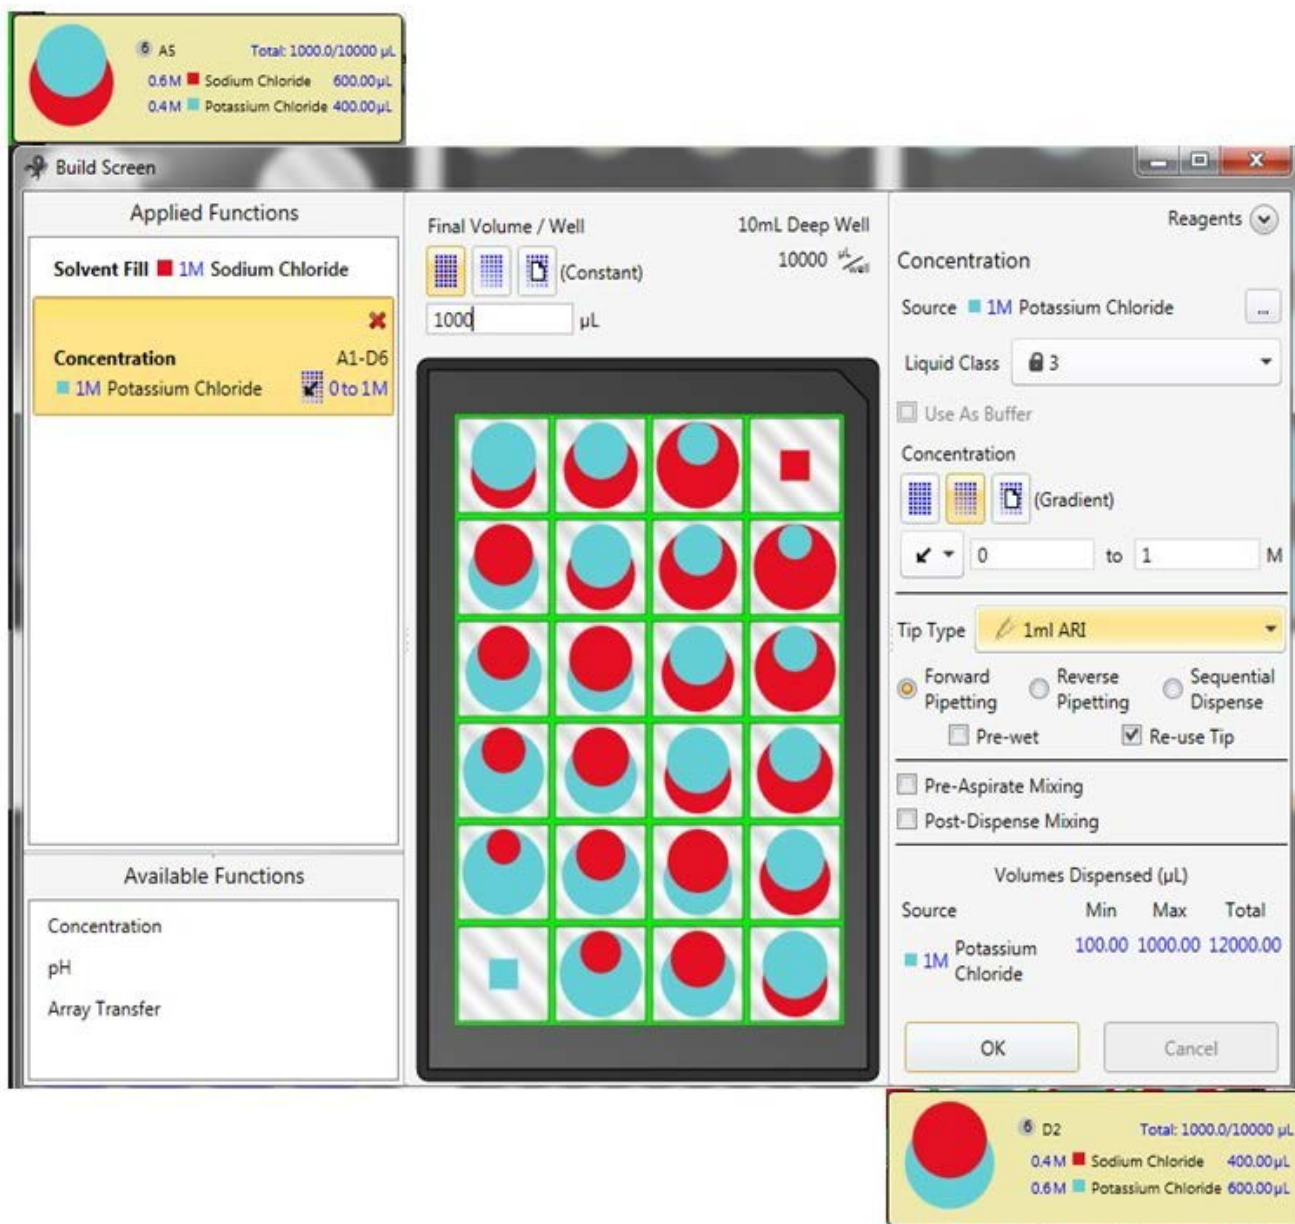 6 A5 Total: 1000.0/10000 µL
0.6M Sodium Chloride 600.00µL
0.4M Potassium Chloride 400.00µL
Build Screen
Applied Functions
Solvent Fill 1M Sodium Chloride
Concentration A1-D6
1M Potassium Chloride 0 to 1M
Available Functions
Concentration
pH
Array Transfer
Final Volume / Well 10mL Deep Well
(Constant) 10000 µL/well
1000 µL
Reagents
Concentration
Source 1M Potassium Chloride ...
Liquid Class 3
Use As Buffer
Concentration
(Gradient)
0 to 1 M
Tip Type 1ml ARI
Forward Pipetting
Reverse Pipetting
Sequential Dispense
Pre-wet Re-use Tip
Pre-Aspirate Mixing
Post-Dispense Mixing
Volumes Dispensed (µL)
Source Min Max Total
1M Potassium Chloride 100.00 1000.00 12000.00
OK Cancel
6 D2 Total: 1000.0/10000 µL
0.4M Sodium Chloride 400.00µL
0.6M Potassium Chloride 600.00µL